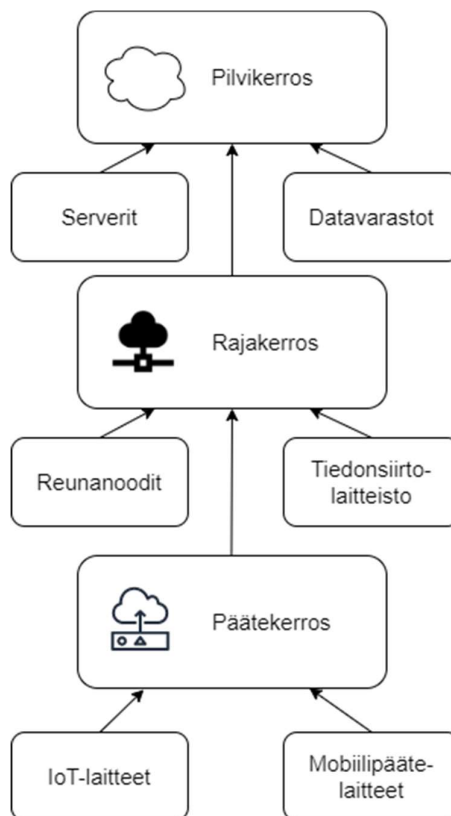 Pilvikerros
Serverit
Datavarastot
Rajakerros
Reunanoodit
Tiedonsiirto-
laitteisto
Päätekerros
IoT-laitteet
Mobiilipääte-
laitteet